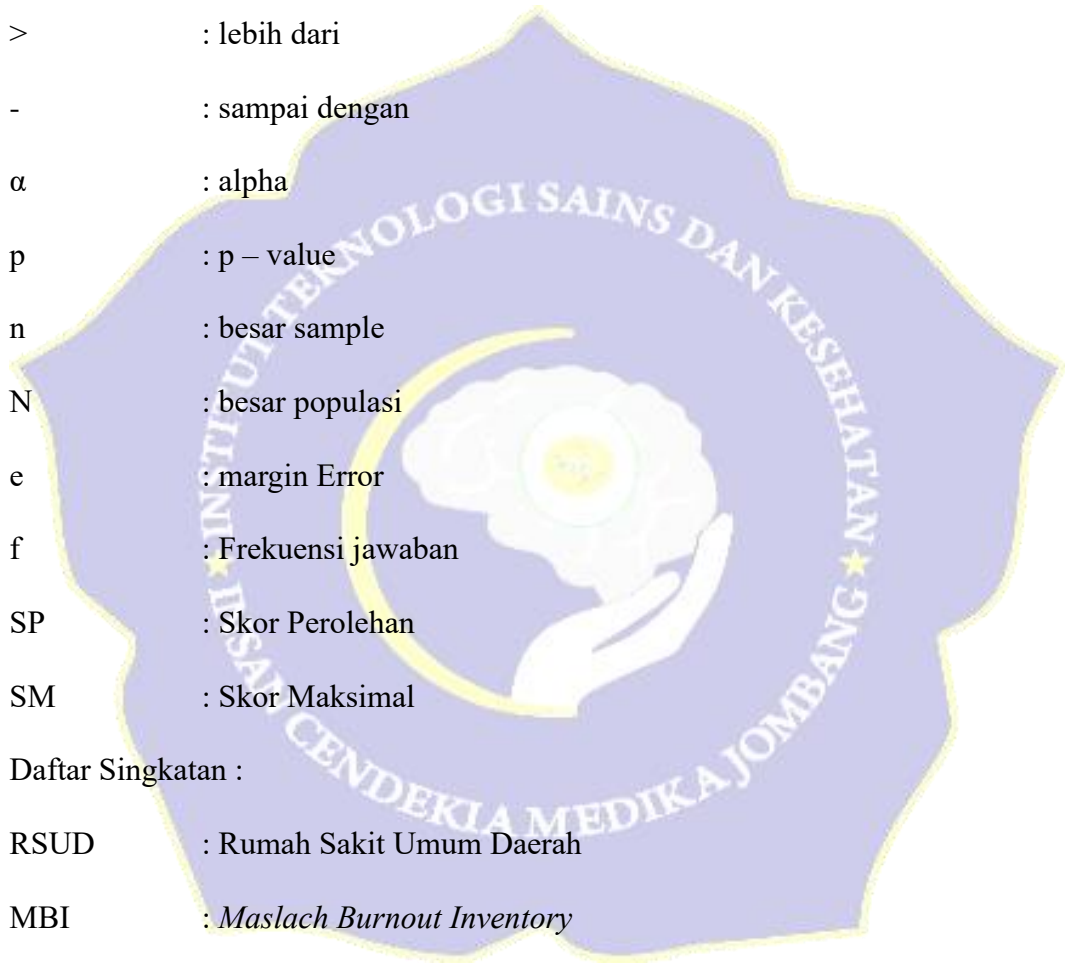 > : lebih dari
- : sampai dengan
α : alpha
p : p – value
n : besar sample
N : besar populasi
e : margin Error
f : Frekuensi jawaban
SP : Skor Perolehan
SM : Skor Maksimal
Daftar Singkatan :
RSUD : Rumah Sakit Umum Daerah
MBI : Maslach Burnout Inventory
INSTITUT TEKNOLOGI SAINS DAN KESEHATAN
INSAN CENDEKIA MEDIKA JOMBANG